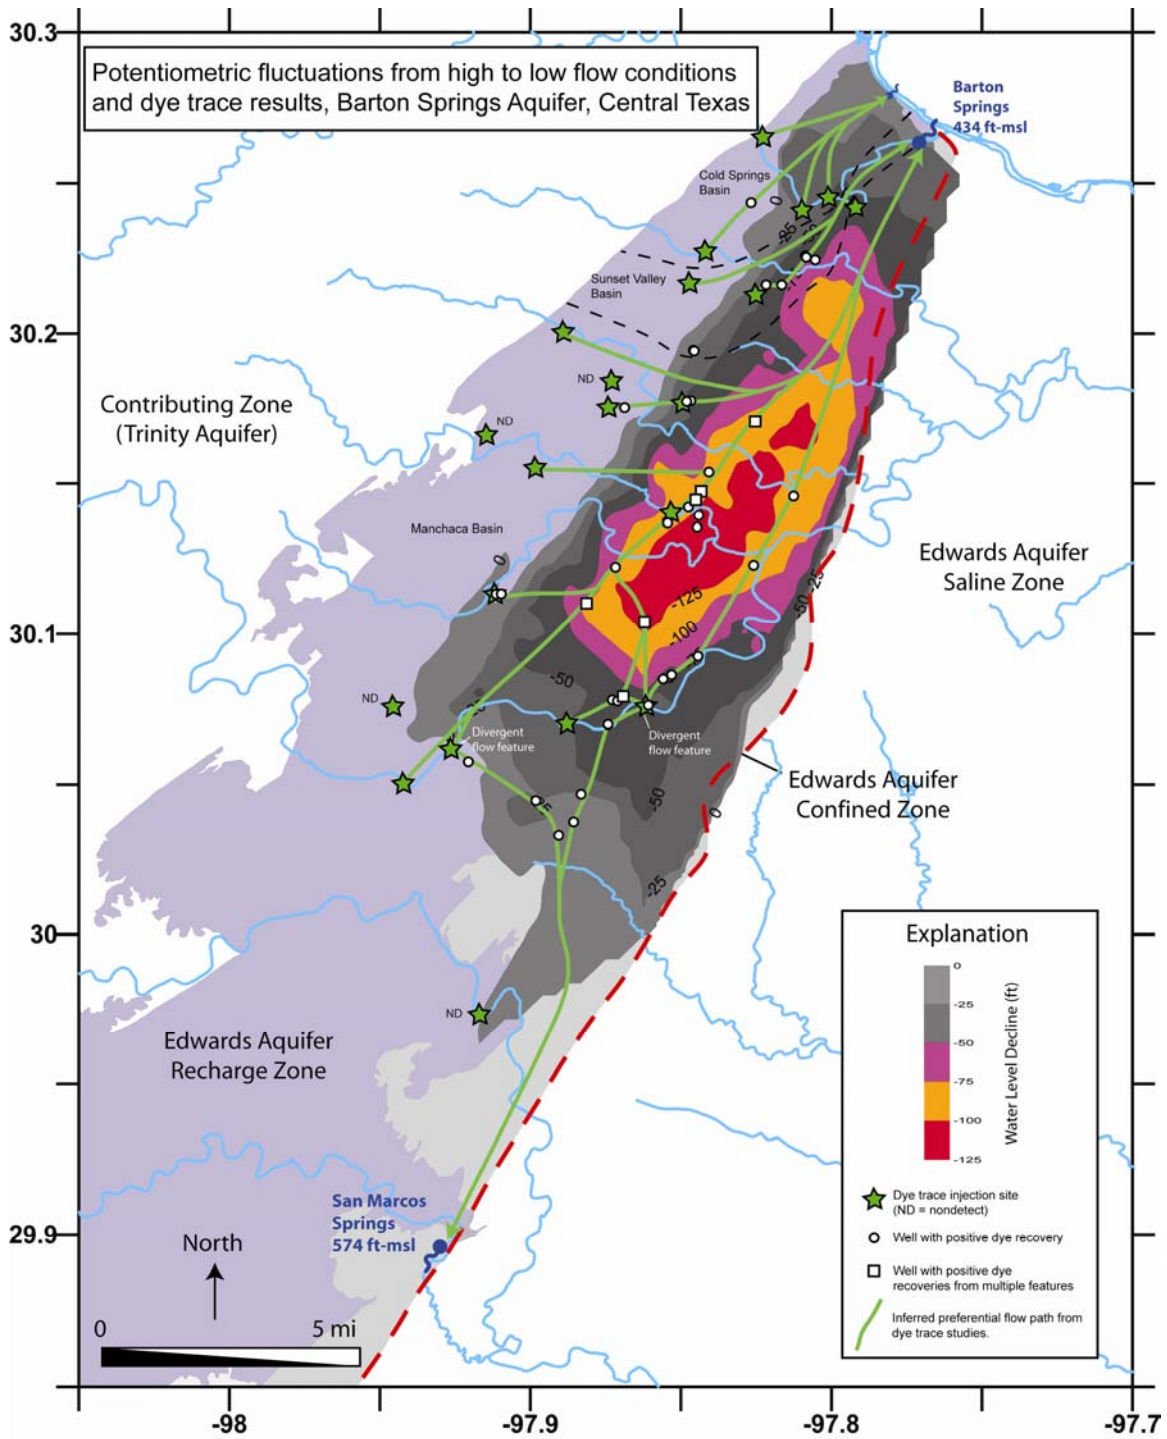 30.3
Potentiometric fluctuations from high to low flow conditions
and dye trace results, Barton Springs Aquifer, Central Texas
Barton
Springs
434 ft-msl
Cold Springs
Basin
0
-25
Sunset Valley
Basin
30.2
ND
Contributing Zone
(Trinity Aquifer)
ND
Manchaca Basin
0
Edwards Aquifer
Saline Zone
-25
-50
-125
-100
30.1
-50
ND
Divergent
flow feature
Divergent
flow feature
Edwards Aquifer
Confined Zone
-50
0
-25
30
ND
Edwards Aquifer
Recharge Zone
Explanation
0
-25
-50
-75
-100
-125
Water Level Decline (ft)
Dye trace injection site
(ND = nondetect)
Well with positive dye recovery
Well with positive dye
recoveries from multiple features
Inferred preferential flow path from
dye trace studies.
San Marcos
Springs
574 ft-msl
29.9
North
0
5 mi
-98
-97.9
-97.8
-97.7